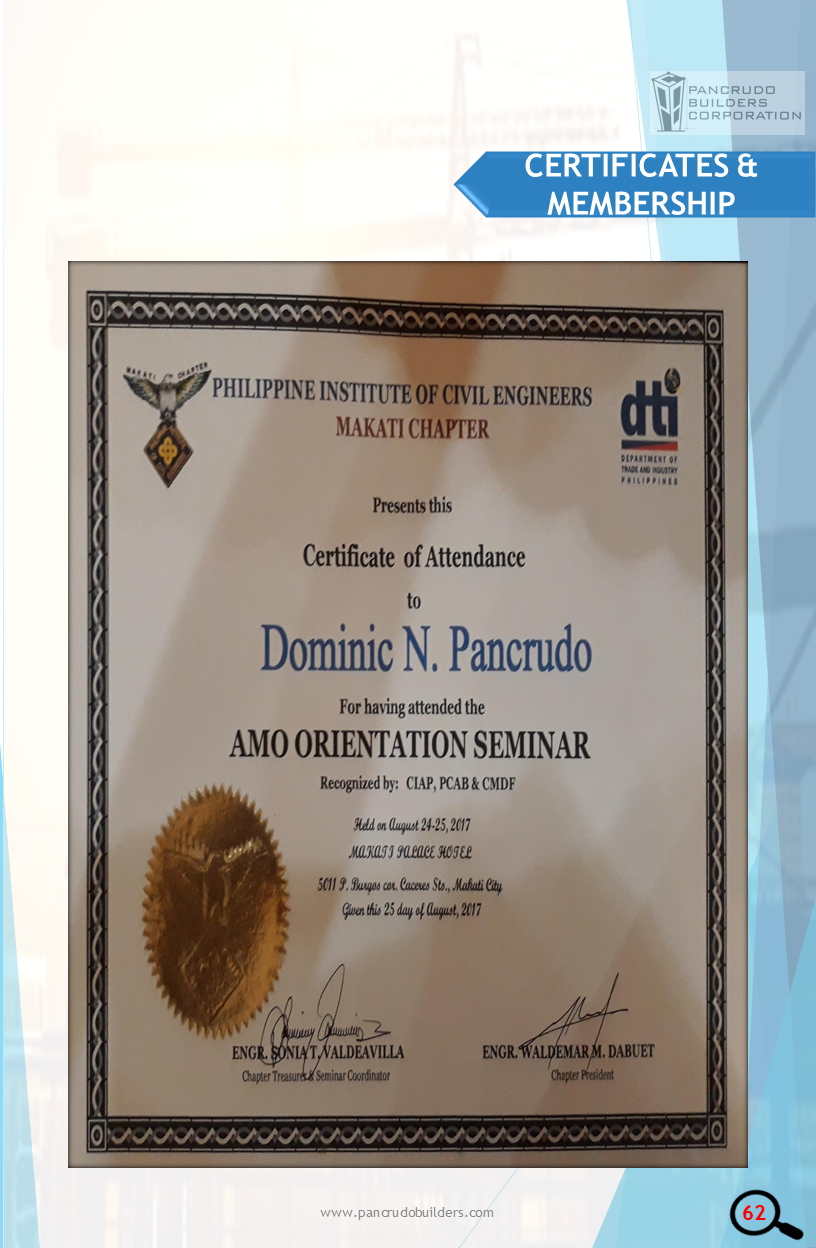 PANCRUDO
BUILDERS
CORPORATION
CERTIFICATES &
MEMBERSHIP
MAKATI CHAPTER
PHILIPPINE INSTITUTE OF CIVIL ENGINEERS
MAKATI CHAPTER
dti
DEPARTMENT OF
TRADE AND INDUSTRY
PHILIPPINES
Presents this
Certificate of Attendance
to
Dominic N. Pancrudo
For having attended the
AMO ORIENTATION SEMINAR
Recognized by: CIAP, PCAB & CMDF
Held on August 24-25, 2017
MAKATI PALACE HOTEL
5011 P. Burgos cor. Caceres Sts., Makati City
Given this 25 day of August, 2017
ENGR. SONIA T. VALDEAVILLA
Chapter Treasurer & Seminar Coordinator
ENGR. WALDEMAR M. DABUET
Chapter President
www.pancrudobuilders.com
62